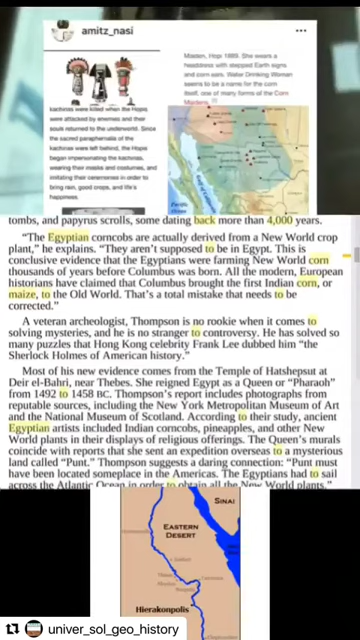 amitz_nasi
Misslen, Hopi 1889. She wears a
headdress with stepped Earth signs
and corn ears. Water Drinking Woman
seems to be a name for the corn
itself, one of many forms of the Corn
Maidens.
kachinas were killed when the Hopis
were attacked by enemies and their
souls returned to the underworld. Since
the sacred paraphernalia of the
kachinas were left behind, the Hopis
began impersonating the kachinas,
wearing their masks and costumes, and
imitating their ceremonies in order to
bring rain, good crops, and life's
happiness.
tombs, and papyrus scrolls, some dating back more than 4,000 years.
“The Egyptian corncobs are actually derived from a New World crop
plant,” he explains. “They aren't supposed to be in Egypt. This is
conclusive evidence that the Egyptians were farming New World corn
thousands of years before Columbus was born. All the modern, European
historians have claimed that Columbus brought the first Indian corn, or
maize, to the Old World. That's a total mistake that needs to be
corrected.”
A veteran archeologist, Thompson is no rookie when it comes to
solving mysteries, and he is no stranger to controversy. He has solved so
many puzzles that Hong Kong celebrity Frank Lee dubbed him “the
Sherlock Holmes of American history.”
Most of his new evidence comes from the Temple of Hatshepsut at
Deir el-Bahri, near Thebes. She reigned Egypt as a Queen or “Pharaoh”
from 1492 to 1458 BC. Thompson's report includes photographs from
reputable sources, including the New York Metropolitan Museum of Art
and the National Museum of Scotland. According to their study, ancient
Egyptian artists included Indian corncobs, pineapples, and other New
World plants in their displays of religious offerings. The Queen's murals
coincide with reports that she sent an expedition overseas to a mysterious
land called “Punt.” Thompson suggests a daring connection: “Punt must
have been located someplace in the Americas. The Egyptians had to sail
across the Atlantic Ocean in order to obtain all the New World plants.”
SINAI
EASTERN
DESERT
Hierakonpolis
univer_sol_geo_history